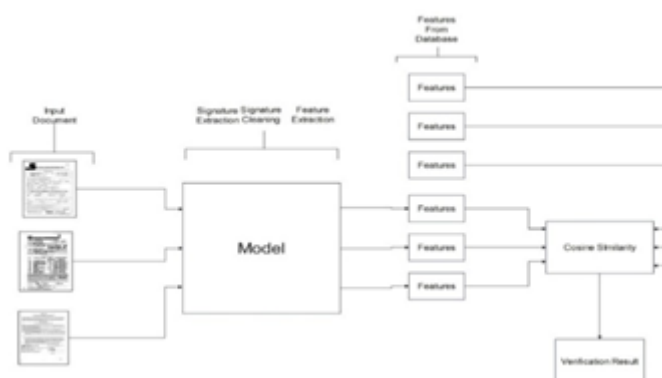 Features
From
Database
Features
Input
Document
Signature
Extraction
Signature
Cleaning
Feature
Extraction
Features
Features
Model
Features
Features
Features
Cosine Similarity
Verification Result